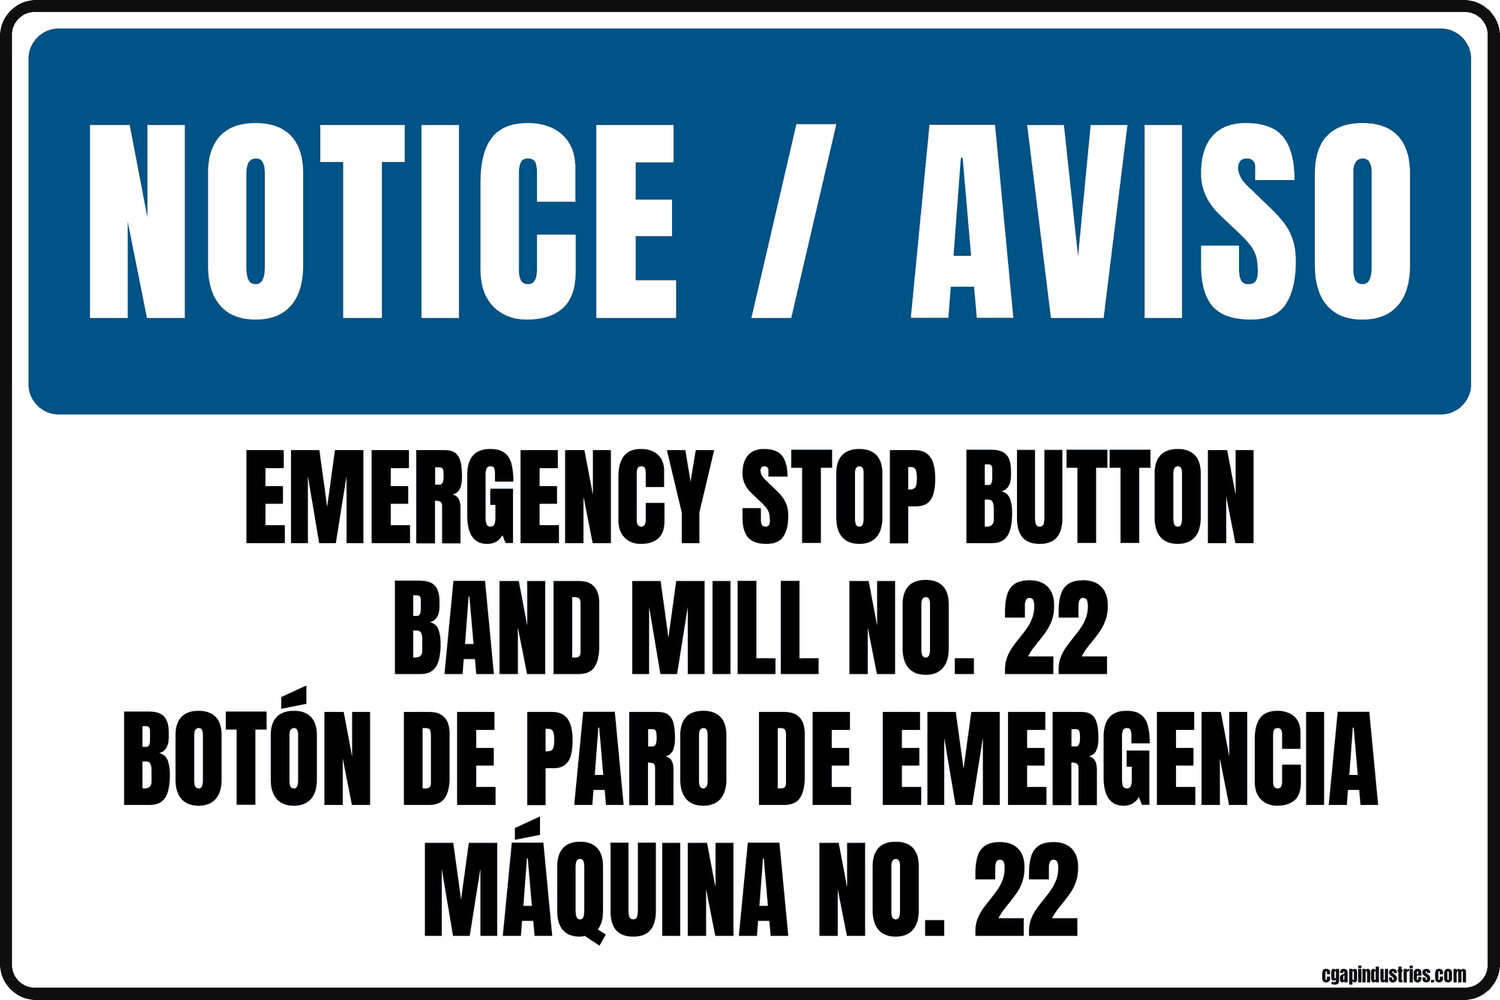 NOTICE / AVISO
EMERGENCY STOP BUTTON
BAND MILL NO. 22
BOTÓN DE PARO DE EMERGENCIA
MÁQUINA NO. 22
cgapindustries.com